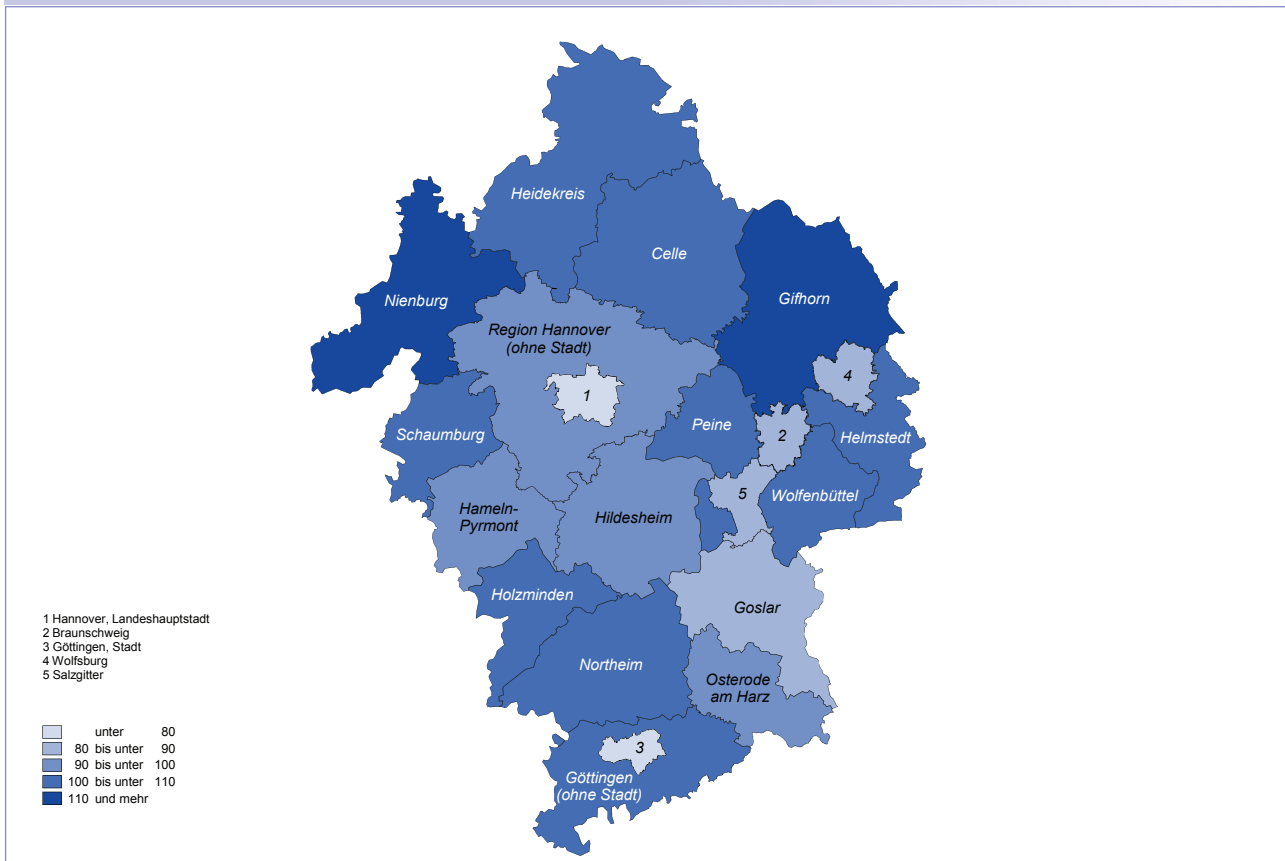 Heidekreis
Celle
Nienburg
Gifhorn
Region Hannover
(ohne Stadt)
4
1
Schaumburg
Peine
2
Helmstedt
5
Wolfenbüttel
Hameln-
Pyrmont
Hildesheim
Holzminden
Goslar
Northeim
Osterode
am Harz
3
Göttingen
(ohne Stadt)
1 Hannover, Landeshauptstadt
2 Braunschweig
3 Göttingen, Stadt
4 Wolfsburg
5 Salzgitter
unter 80
80 bis unter 90
90 bis unter 100
100 bis unter 110
110 und mehr